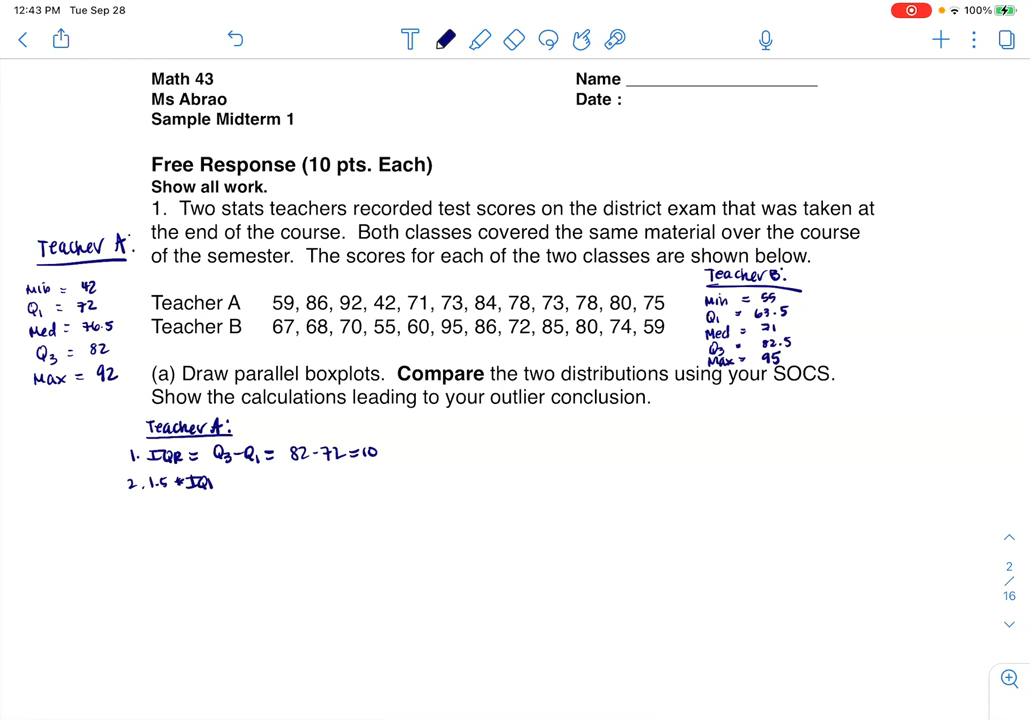 12:43 PM Tue Sep 28
100%
Math 43
Name
Ms Abrao
Date :
Sample Midterm 1
Free Response (10 pts. Each)
Show all work.
1. Two stats teachers recorded test scores on the district exam that was taken at
the end of the course. Both classes covered the same material over the course
of the semester. The scores for each of the two classes are shown below.
Teacher A:
Min = 42
Q1 = 72
Med = 76.5
Q3 = 82
Max = 92
Teacher B:
Min = 55
Q1 = 63.5
Med = 71
Q3 = 82.5
Max = 95
Teacher A 59, 86, 92, 42, 71, 73, 84, 78, 73, 78, 80, 75
Teacher B 67, 68, 70, 55, 60, 95, 86, 72, 85, 80, 74, 59
(a) Draw parallel boxplots. Compare the two distributions using your SOCS.
Show the calculations leading to your outlier conclusion.
Teacher A:
1. IQR = Q3-Q1 = 82-72=10
2. 1.5 *IQ
2
/
16